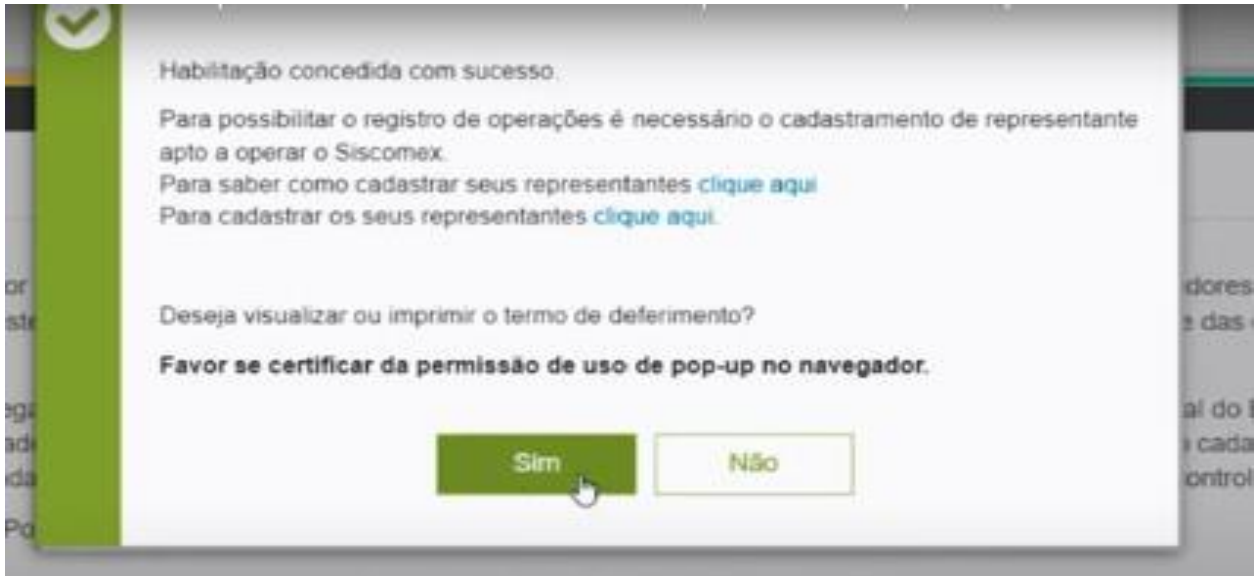 Habilitação concedida com sucesso.
Para possibilitar o registro de operações é necessário o cadastramento de representante
apto a operar o Siscomex.
Para saber como cadastrar seus representantes clique aqui
Para cadastrar os seus representantes clique aqui.
Deseja visualizar ou imprimir o termo de deferimento?
Favor se certificar da permissão de uso de pop-up no navegador.
Sim
Não